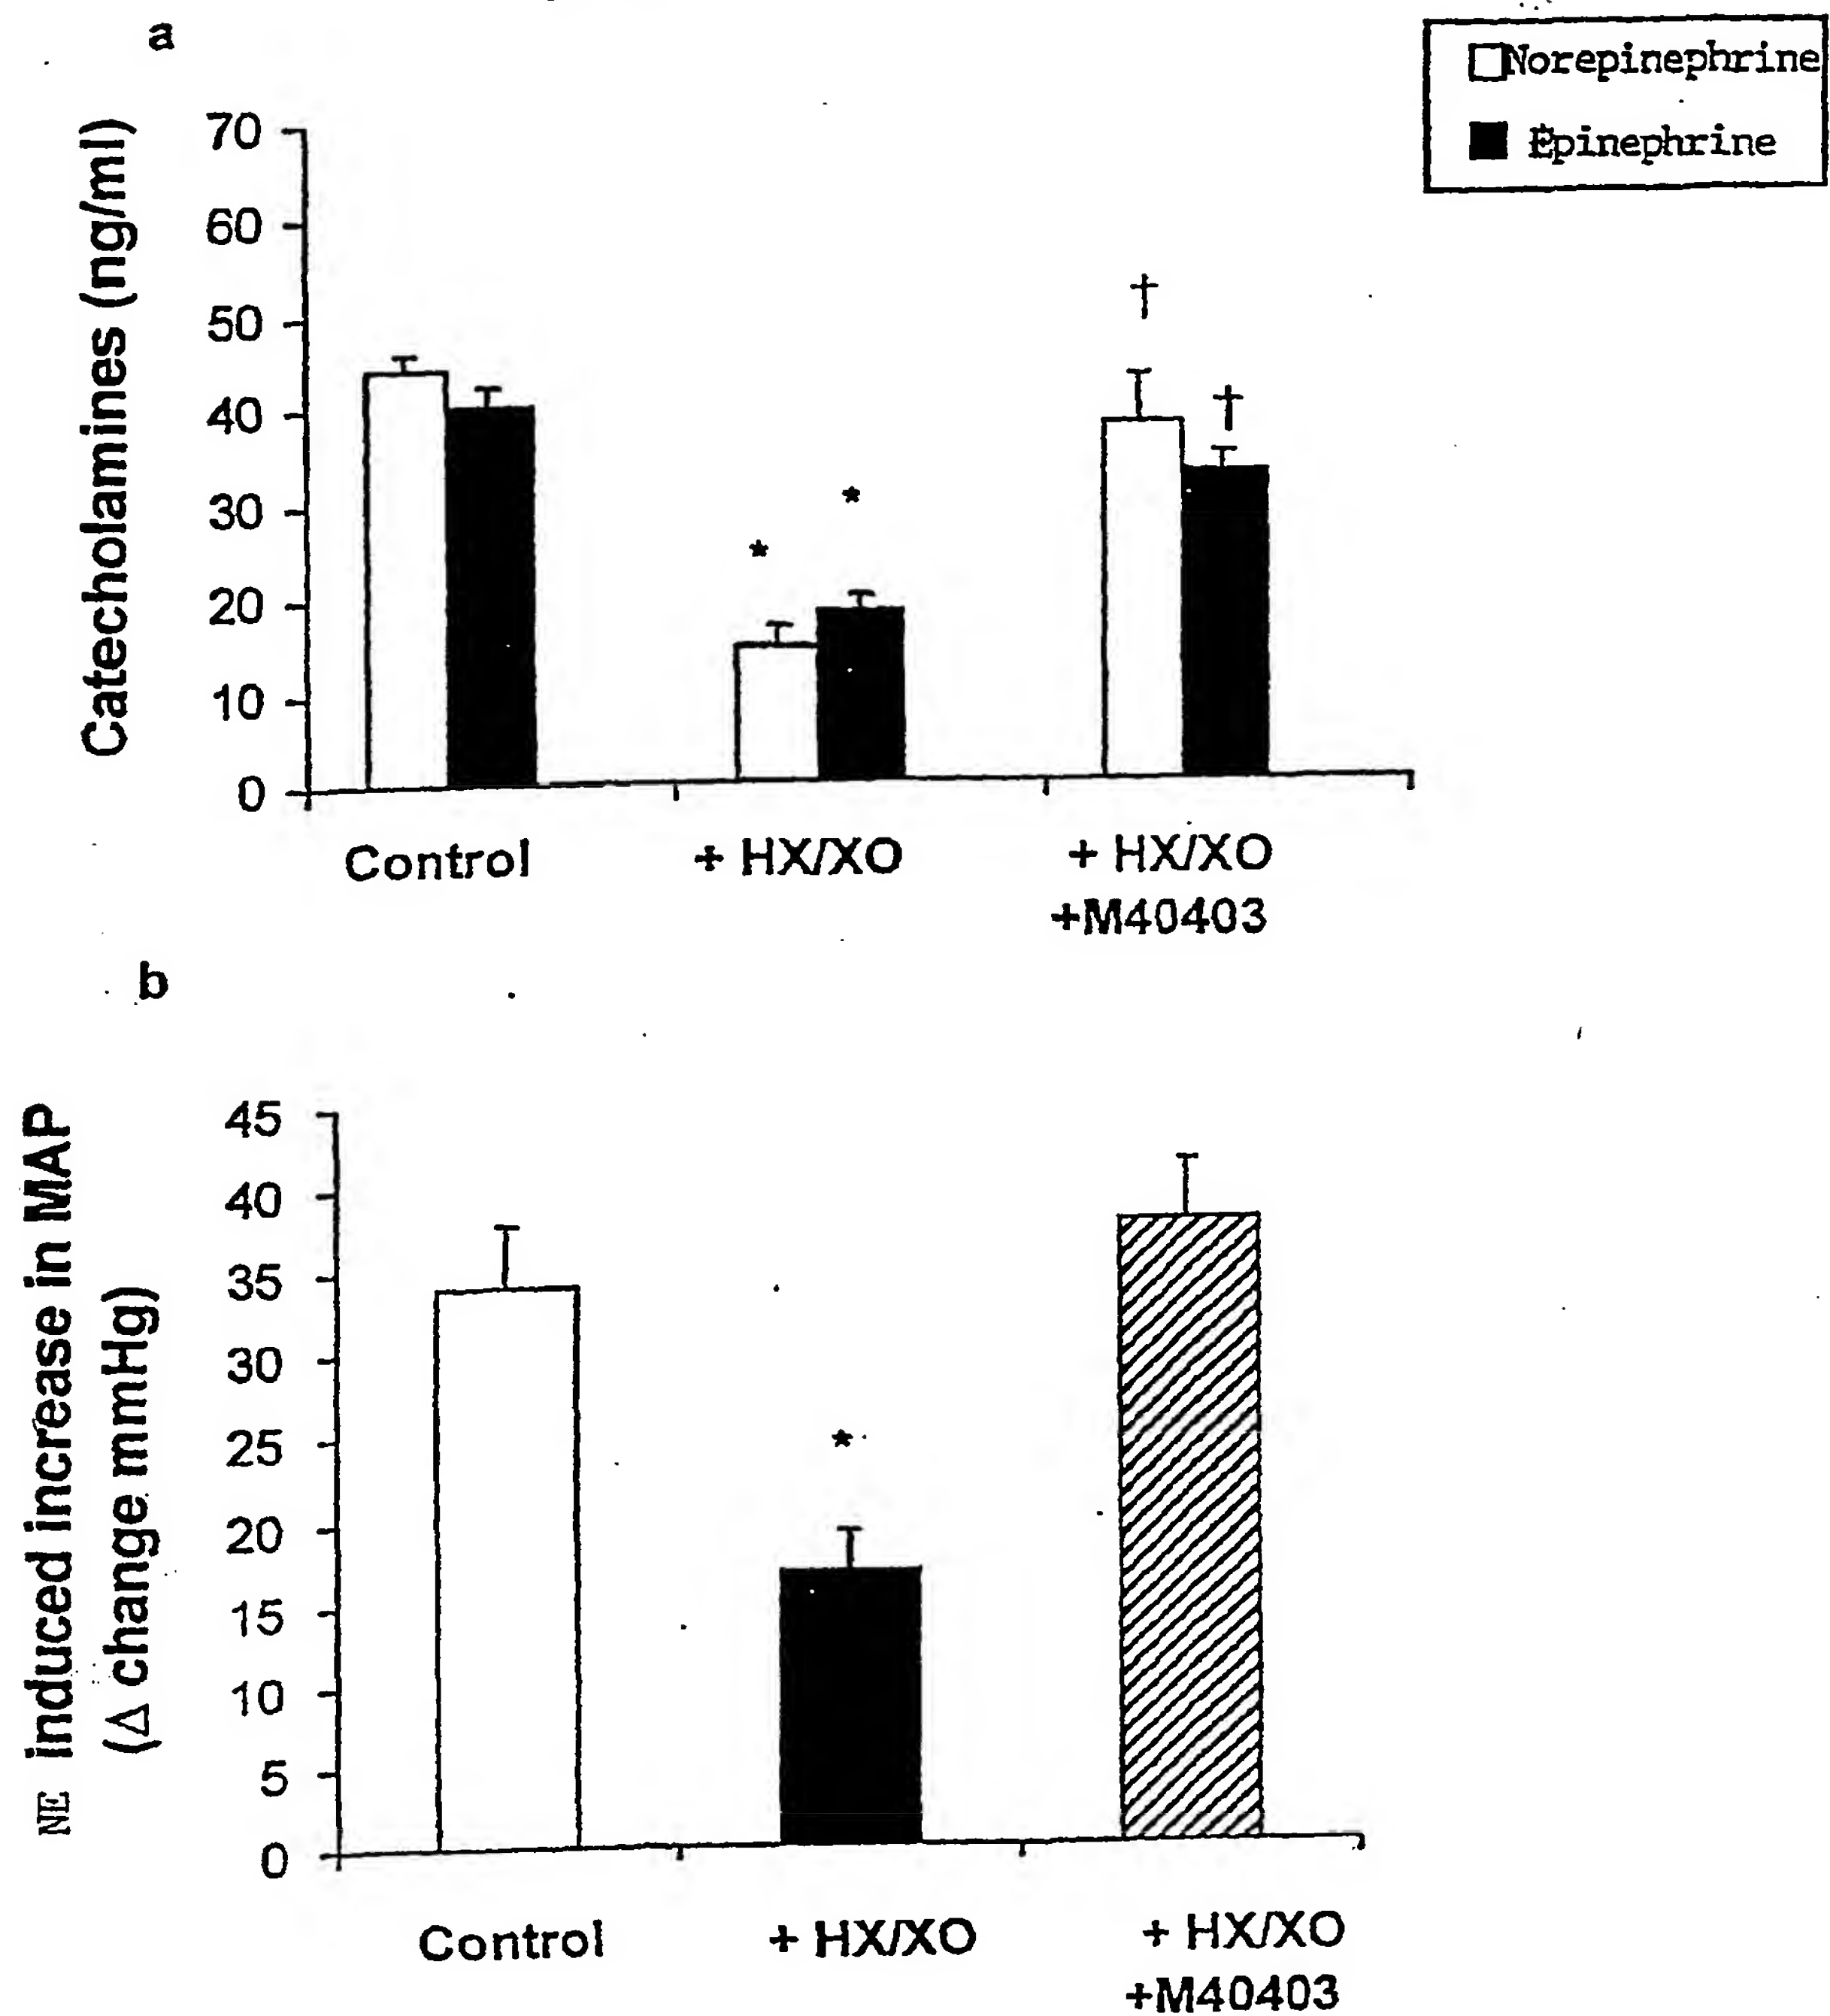 a
Norepinephrine
Epinephrine
Catecholamines (ng/ml)
70
60
50
40
30
20
10
0
†
†
*
*
Control
+ HX/XO
+ HX/XO
+M40403
b
NE induced increase in MAP
(Δ change mmHg)
45
40
35
30
25
20
15
10
5
0
*
Control
+ HX/XO
+ HX/XO
+M40403